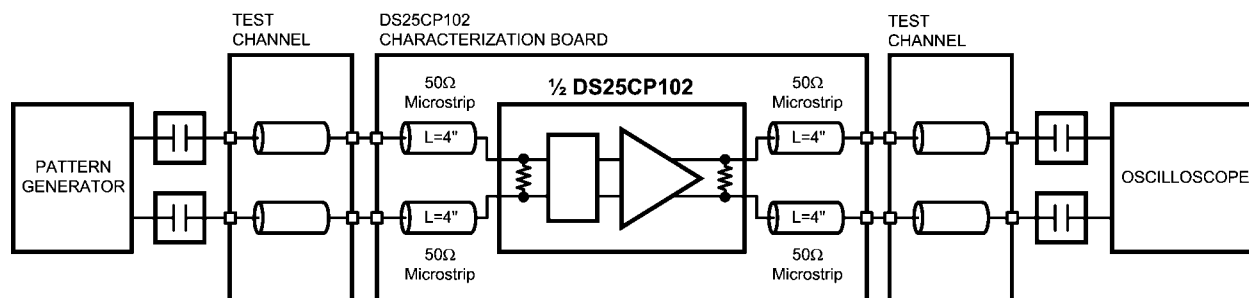 TEST
CHANNEL
DS25CP102
CHARACTERIZATION BOARD
TEST
CHANNEL
50Ω
Microstrip
½ DS25CP102
50Ω
Microstrip
L=4"
L=4"
PATTERN
GENERATOR
OSCILLOSCOPE
L=4"
L=4"
50Ω
Microstrip
50Ω
Microstrip